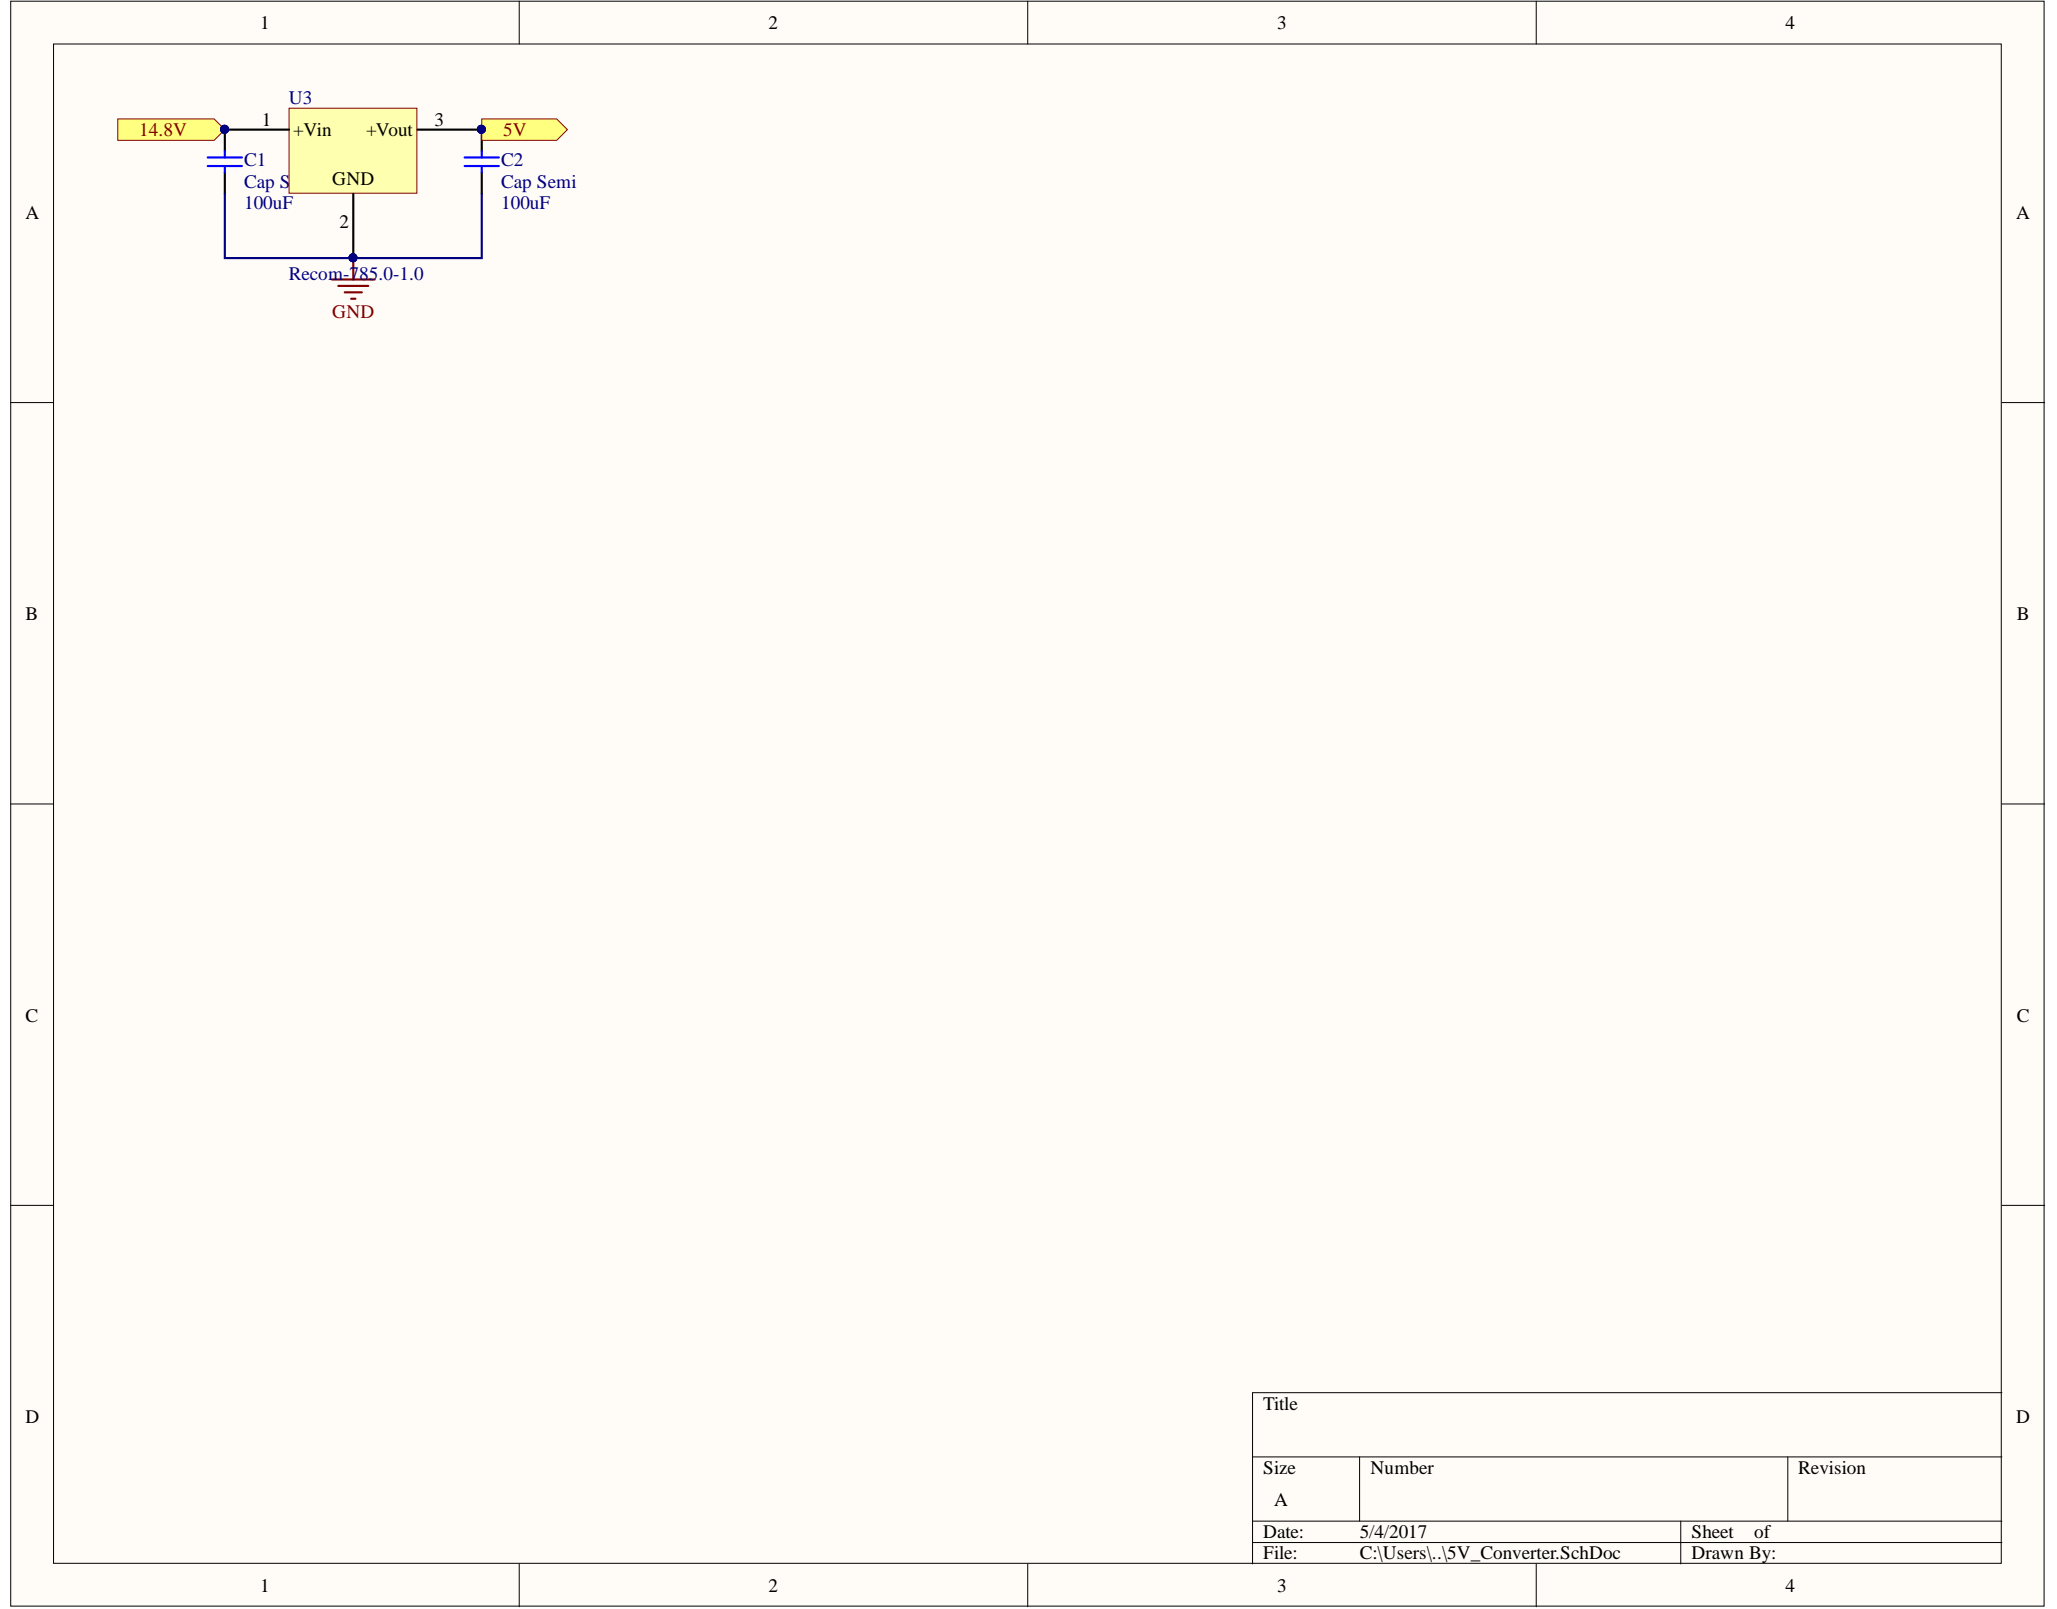 1 2 3 4
U3
14.8V 1 +Vin +Vout 3 5V
C1 C2
Cap S GND Cap Semi
100uF 100uF
A A
2
Recom-785.0-1.0
GND
B B
C C
Title
D D
Size Number Revision
A
Date: 5/4/2017 Sheet of
File: C:\Users\..\5V_Converter.SchDoc Drawn By:
1 2 3 4